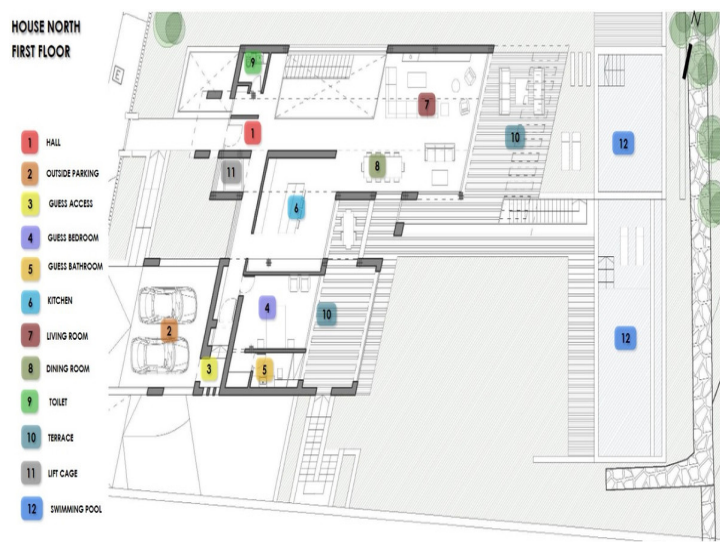 HOUSE NORTH
FIRST FLOOR
N
E
1 HALL
2 OUTSIDE PARKING
3 GUESS ACCESS
4 GUESS BEDROOM
5 GUESS BATHROOM
6 KITCHEN
7 LIVING ROOM
8 DINING ROOM
9 TOILET
10 TERRACE
11 LIFT CAGE
12 SWIMMING POOL
9
7
1
10
12
8
11
6
4
10
2
12
3
5